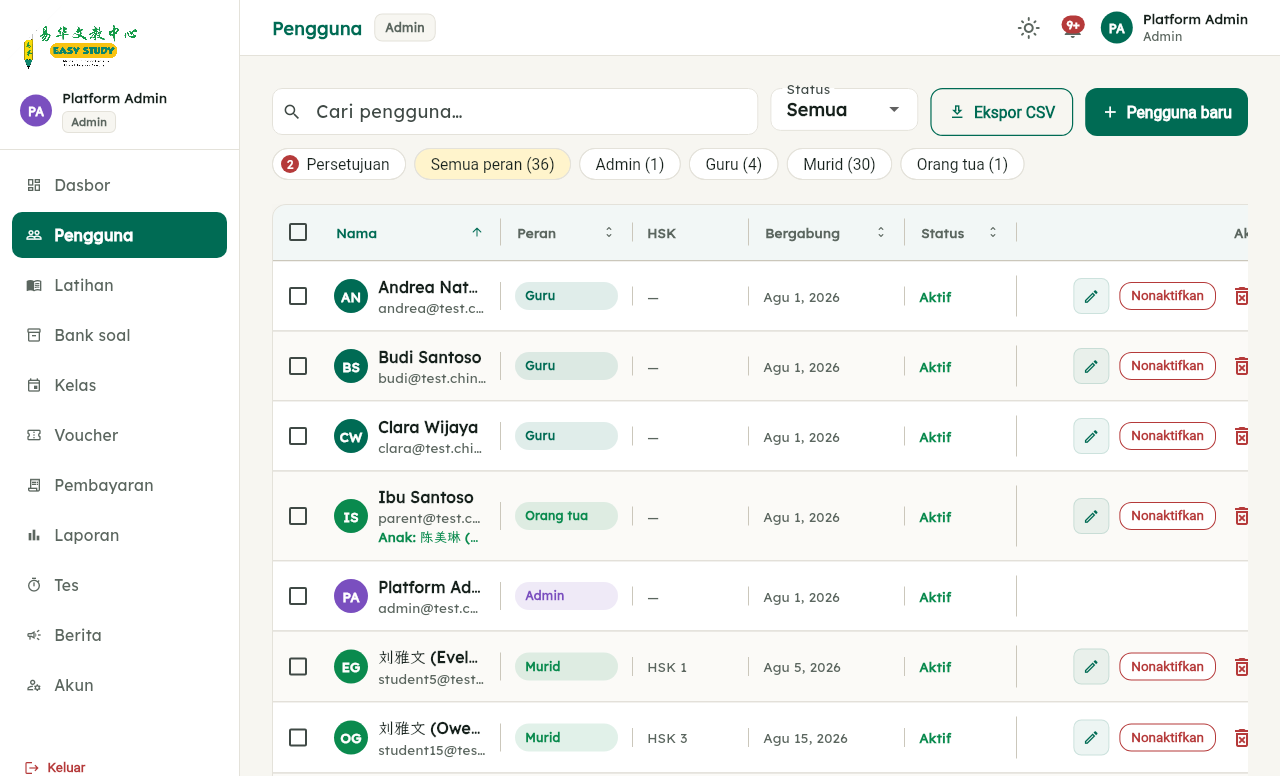 易华文教中心
EASY STUDY
Platform Admin
PA
Admin
Dasbor
Pengguna
Latihan
Bank soal
Kelas
Voucher
Pembayaran
Laporan
Tes
Berita
Akun
Keluar
Pengguna
Admin
9+
PA
Platform Admin
Admin
Cari pengguna...
Status
Semua
Ekspor CSV
Pengguna baru
2 Persetujuan
Semua peran (36)
Admin (1)
Guru (4)
Murid (30)
Orang tua (1)
Nama Peran HSK Bergabung Status
AN Andrea Nat... Guru — Agu 1, 2026 Aktif Nonaktifkan
andrea@test.c...
BS Budi Santoso Guru — Agu 1, 2026 Aktif Nonaktifkan
budi@test.chin...
CW Clara Wijaya Guru — Agu 1, 2026 Aktif Nonaktifkan
clara@test.chi...
IS Ibu Santoso Orang tua — Agu 1, 2026 Aktif Nonaktifkan
parent@test.c...
Anak: 陈美琳 (...
PA Platform Ad... Admin — Agu 1, 2026 Aktif
admin@test.c...
EG 刘雅文 (Evel... Murid HSK 1 Agu 5, 2026 Aktif Nonaktifkan
student5@test...
OG 刘雅文 (Owe... Murid HSK 3 Agu 15, 2026 Aktif Nonaktifkan
student15@tes...